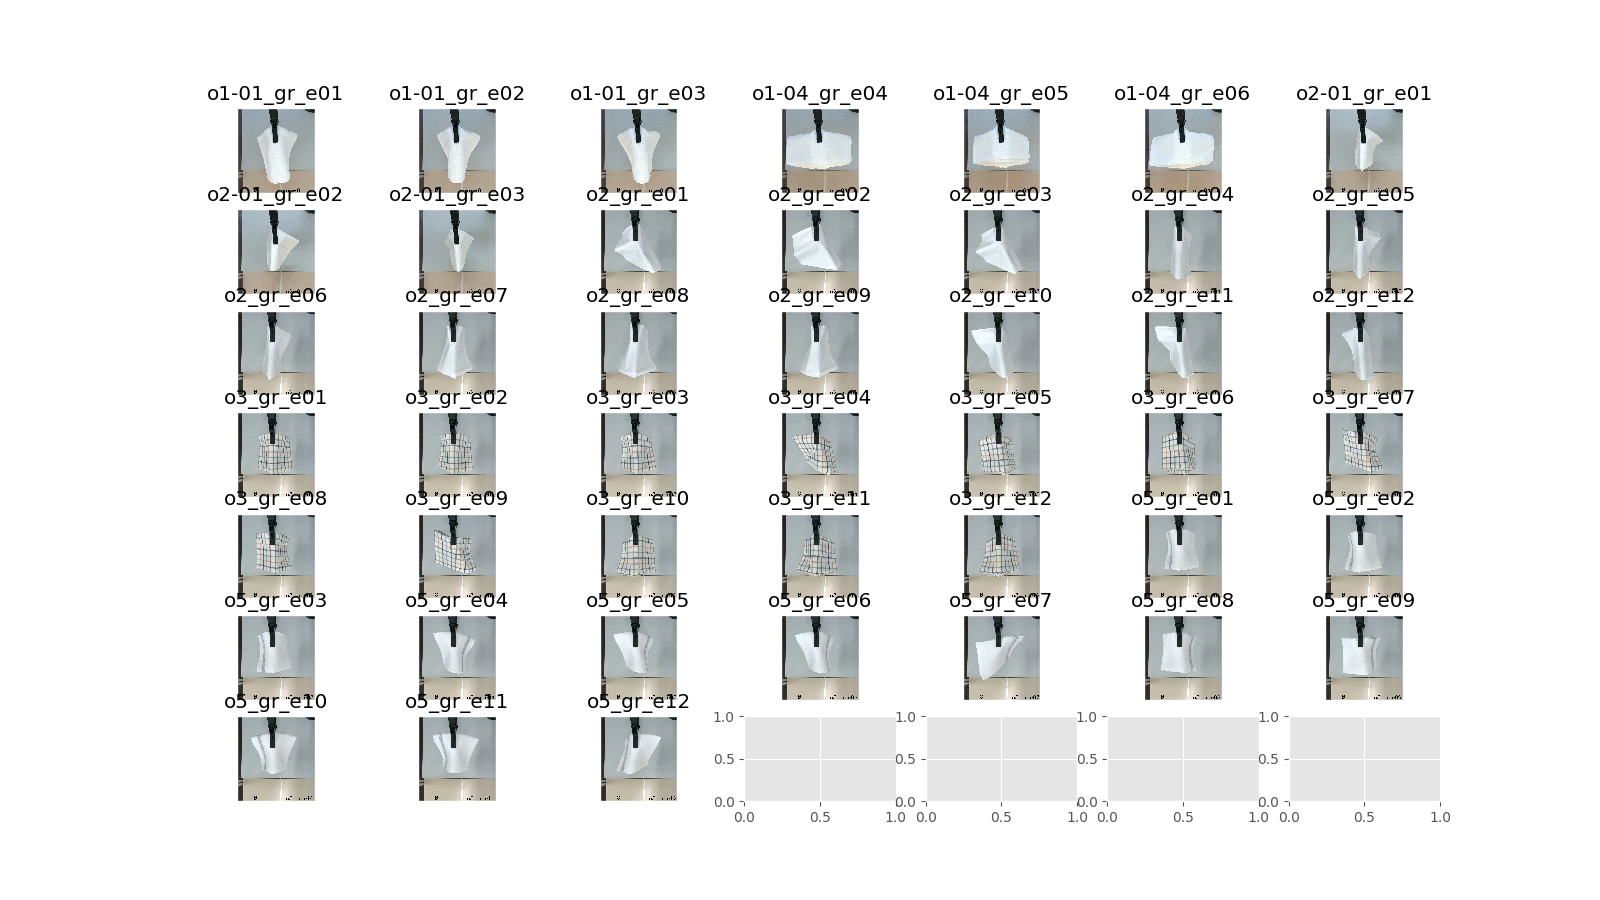 o1-01_gr_e01 o1-01_gr_e02 o1-01_gr_e03 o1-04_gr_e04 o1-04_gr_e05 o1-04_gr_e06 o2-01_gr_e01
o2-01_gr_e02 o2-01_gr_e03 o2_gr_e01 o2_gr_e02 o2_gr_e03 o2_gr_e04 o2_gr_e05
o2_gr_e06 o2_gr_e07 o2_gr_e08 o2_gr_e09 o2_gr_e10 o2_gr_e11 o2_gr_e12
o3_gr_e01 o3_gr_e02 o3_gr_e03 o3_gr_e04 o3_gr_e05 o3_gr_e06 o3_gr_e07
o3_gr_e08 o3_gr_e09 o3_gr_e10 o3_gr_e11 o3_gr_e12 o5_gr_e01 o5_gr_e02
o5_gr_e03 o5_gr_e04 o5_gr_e05 o5_gr_e06 o5_gr_e07 o5_gr_e08 o5_gr_e09
o5_gr_e10 o5_gr_e11 o5_gr_e12
1.0 1.0 1.0 1.0
0.5 0.5 0.5 0.5
0.0 0.0 0.0 0.0
0.0 0.5 1.0 0.0 0.5 1.0 0.0 0.5 1.0 0.0 0.5 1.0